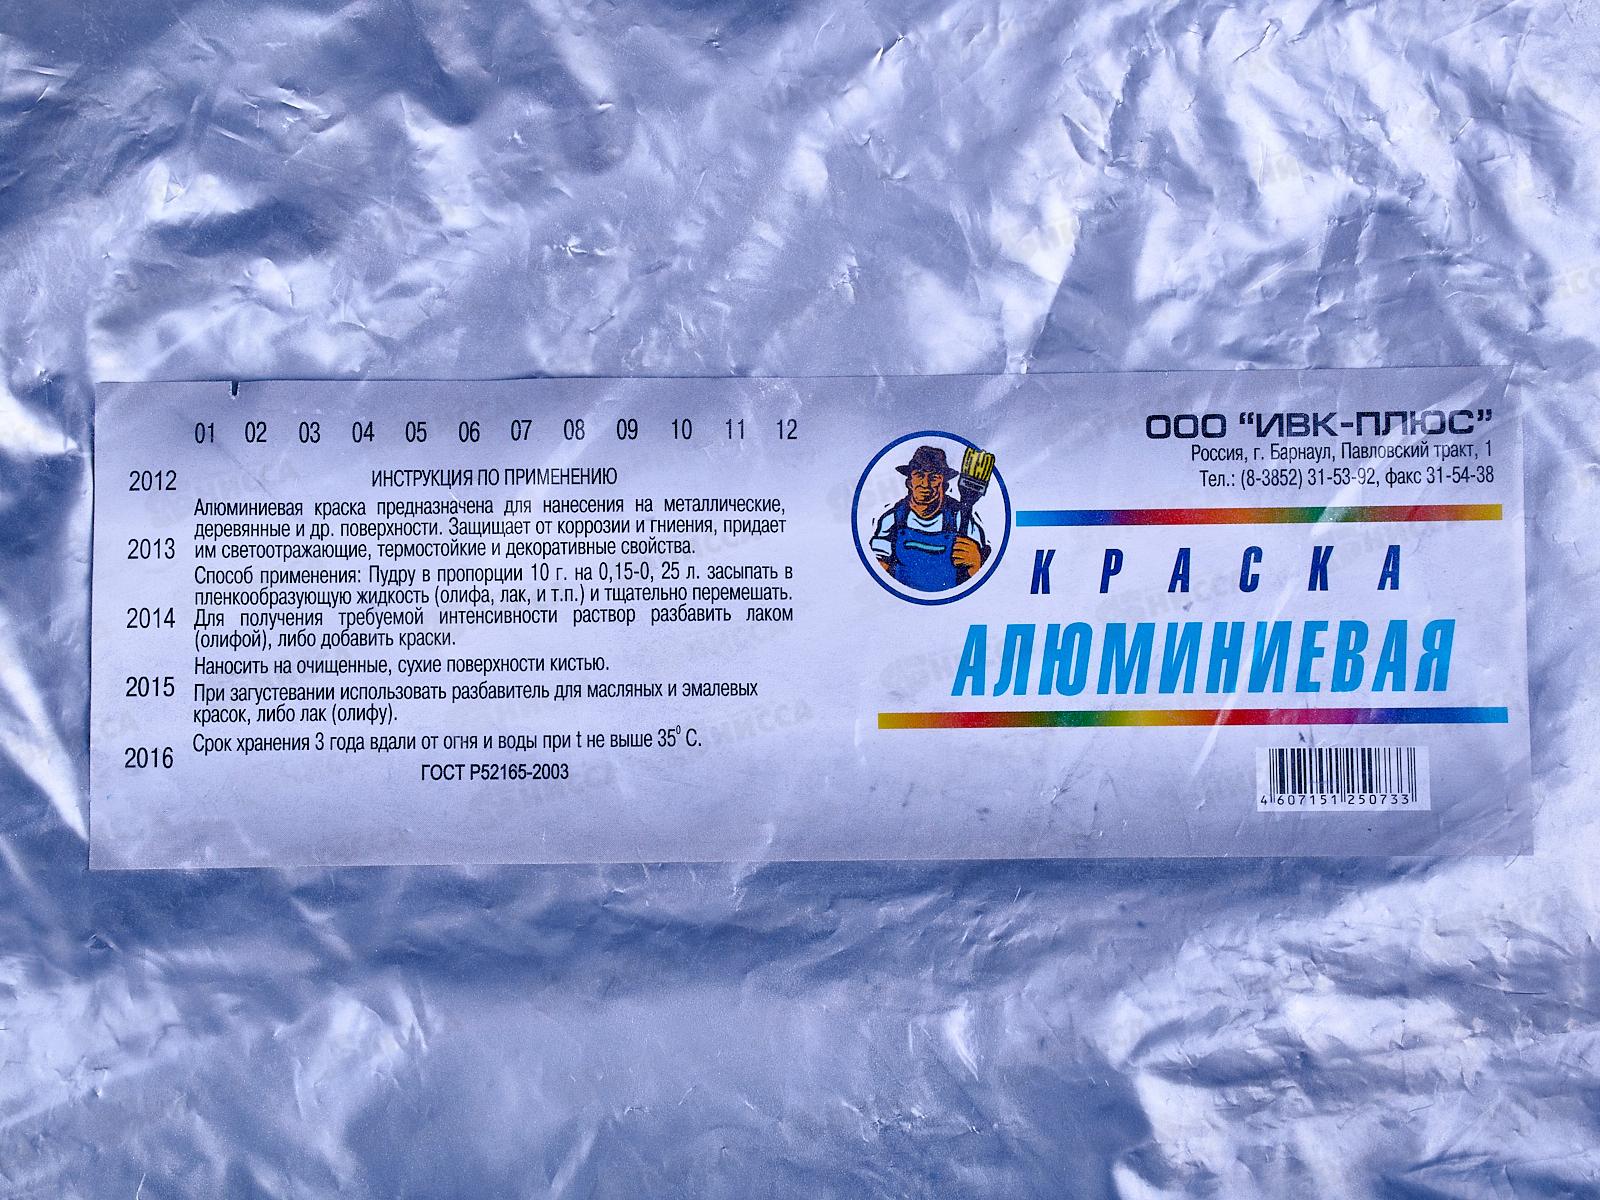 01 02 03 04 05 06 07 08 09 10 11 12
2012
2013
2014
2015
2016
ИНСТРУКЦИЯ ПО ПРИМЕНЕНИЮ
Алюминиевая краска предназначена для нанесения на металлические,
деревянные и др. поверхности. Защищает от коррозии и гниения, придает
им светоотражающие, термостойкие и декоративные свойства.
Способ применения: Пудру в пропорции 10 г. на 0,15-0, 25 л. засыпать в
пленкообразующую жидкость (олифа, лак, и т.п.) и тщательно перемешать.
Для получения требуемой интенсивности раствор разбавить лаком
(олифой), либо добавить краски.
Наносить на очищенные, сухие поверхности кистью.
При загустевании использовать разбавитель для масляных и эмалевых
красок, либо лак (олифу).
Срок хранения 3 года вдали от огня и воды при t не выше 35⁰ С.
ГОСТ Р52165-2003
ООО “ИВК-ПЛЮС”
Россия, г. Барнаул, Павловский тракт, 1
Тел.: (8-3852) 31-53-92, факс 31-54-38
КРАСКА
АЛЮМИНИЕВАЯ
4 607151 250733